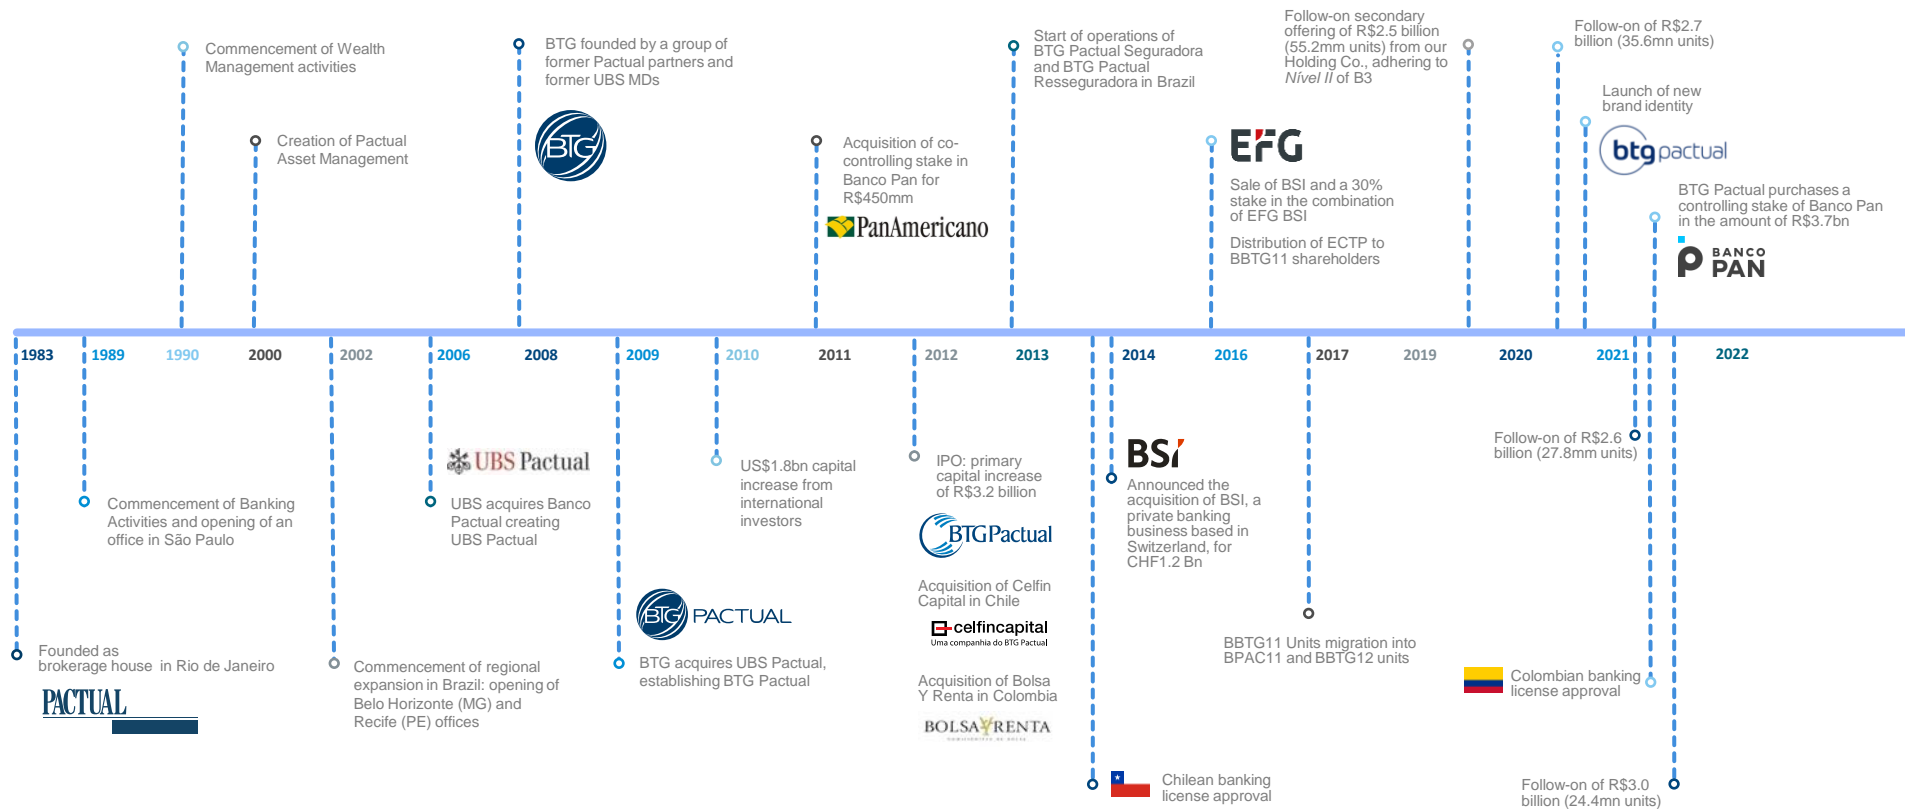 Commencement of Wealth
Management activities
Creation of Pactual
Asset Management
BTG founded by a group of
former Pactual partners and
former UBS MDs
BTG
Acquisition of co-
controlling stake in
Banco Pan for
R$450mm
PanAmericano
Start of operations of
BTG Pactual Seguradora
and BTG Pactual
Resseguradora in Brazil
EFG
Sale of BSI and a 30%
stake in the combination
of EFG BSI
Distribution of ECTP to
BBTG11 shareholders
Follow-on secondary
offering of R$2.5 billion
(55.2mm units) from our
Holding Co., adhering to
Nível II of B3
Follow-on of R$2.7
billion (35.6mn units)
Launch of new
brand identity
btg pactual
BTG Pactual purchases a
controlling stake of Banco Pan
in the amount of R$3.7bn
BANCO
PAN
1983
1989
1990
2000
2002
2006
2008
2009
2010
2011
2012
2013
2014
2016
2017
2019
2020
2021
2022
Founded as
brokerage house in Rio de Janeiro
PACTUAL
Commencement of Banking
Activities and opening of an
office in São Paulo
Commencement of regional
expansion in Brazil: opening of
Belo Horizonte (MG) and
Recife (PE) offices
UBS Pactual
UBS acquires Banco
Pactual creating
UBS Pactual
BTG PACTUAL
BTG acquires UBS Pactual,
establishing BTG Pactual
US$1.8bn capital
increase from
international
investors
IPO: primary
capital increase
of R$3.2 billion
BTGPactual
Acquisition of Celfin
Capital in Chile
celfincapital
Uma companhia do BTG Pactual
Acquisition of Bolsa
Y Renta in Colombia
BOLSA Y RENTA
BSI
Announced the
acquisition of BSI, a
private banking
business based in
Switzerland, for
CHF1.2 Bn
Chilean banking
license approval
BBTG11 Units migration into
BPAC11 and BBTG12 units
Follow-on of R$2.6
billion (27.8mm units)
Colombian banking
license approval
Follow-on of R$3.0
billion (24.4mn units)